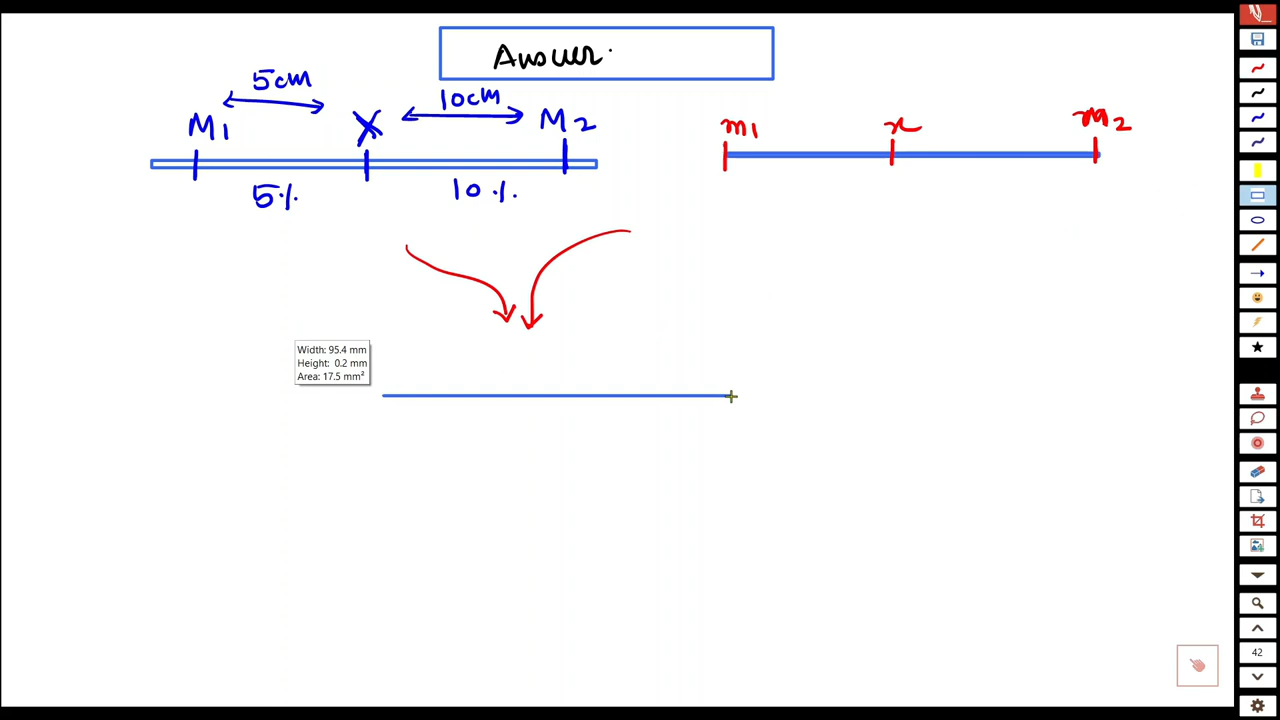 Answer.
5cm
10cm
M1 X M2
5%
10%
m1 x m2
Width: 95.4 mm
Height: 0.2 mm
Area: 17.5 mm²
42